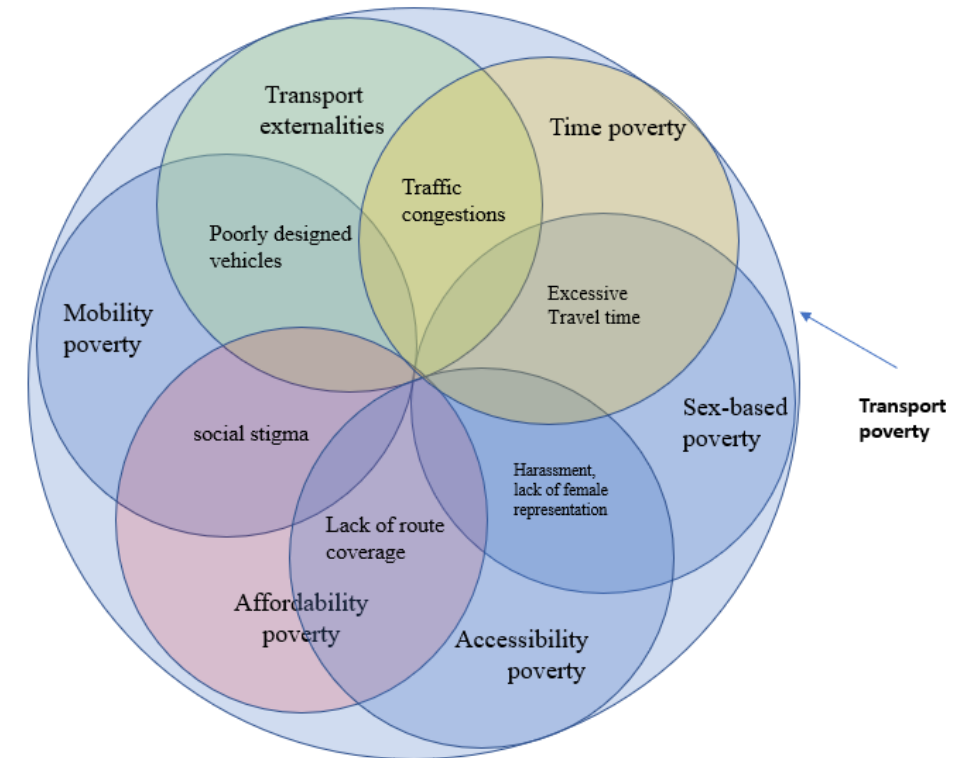 Transport
externalities
Time poverty
Traffic
congestions
Poorly designed
vehicles
Excessive
Travel time
Mobility
poverty
Sex-based
poverty
Transport
poverty
social stigma
Harassment,
lack of female
representation
Lack of route
coverage
Affordability
poverty
Accessibility
poverty